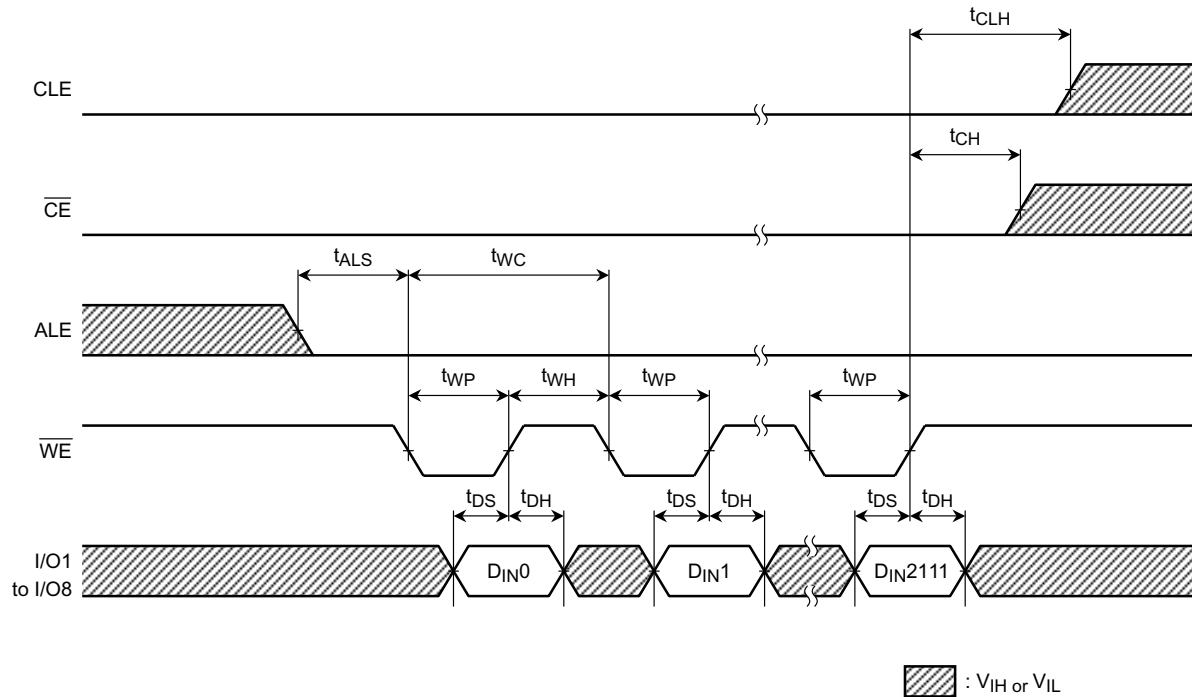 tCLH
CLE
tCH
CE
tALS tWC
ALE
tWP tWH tWP tWP
WE
tDS tDH tDS tDH tDS tDH
I/O1
to I/O8
DIN0 DIN1 DIN2111
: VIH or VIL